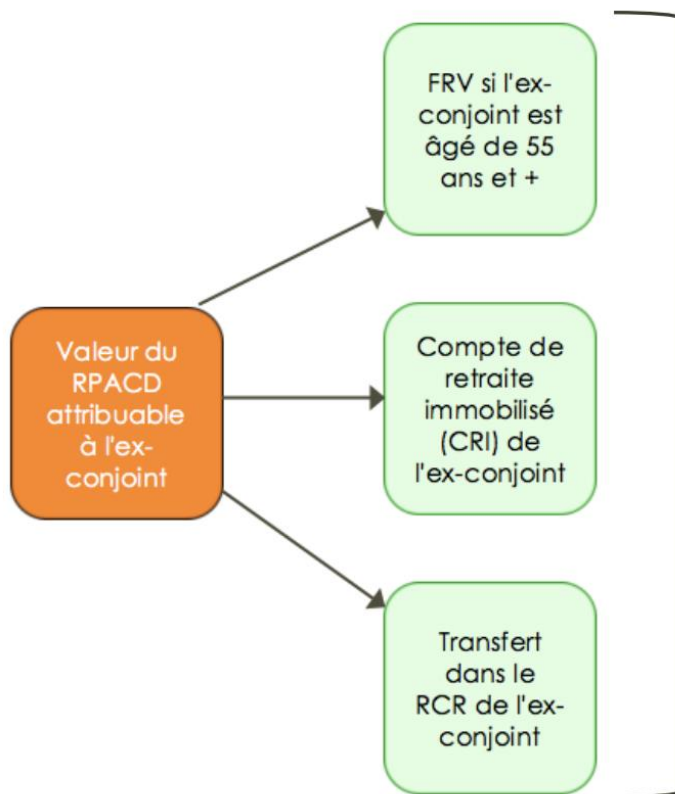 FRV si l'ex-
conjoint est
âgé de 55
ans et +
Valeur du
RPACD
attribuable
à l'ex-
conjoint
Compte de
retraite
immobilisé
(CRI) de
l'ex-conjoint
Transfert
dans le
RCR de l'ex-
conjoint